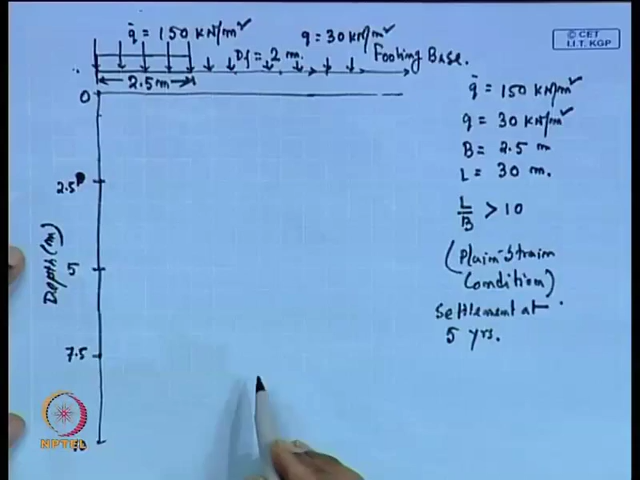 q̄ = 150 KN/m²
q = 30 KN/m²
Df = 2 m.
Footing Base.
2.5 m
0
2.5
5
7.5
Depth (m)
q̄ = 150 KN/m²
q = 30 KN/m²
B = 2.5 m
L = 30 m.
L/B > 10
(Plain-Strain
Condition)
Settlement at
5 yrs.
© CET
I.I.T. KGP
NPTEL